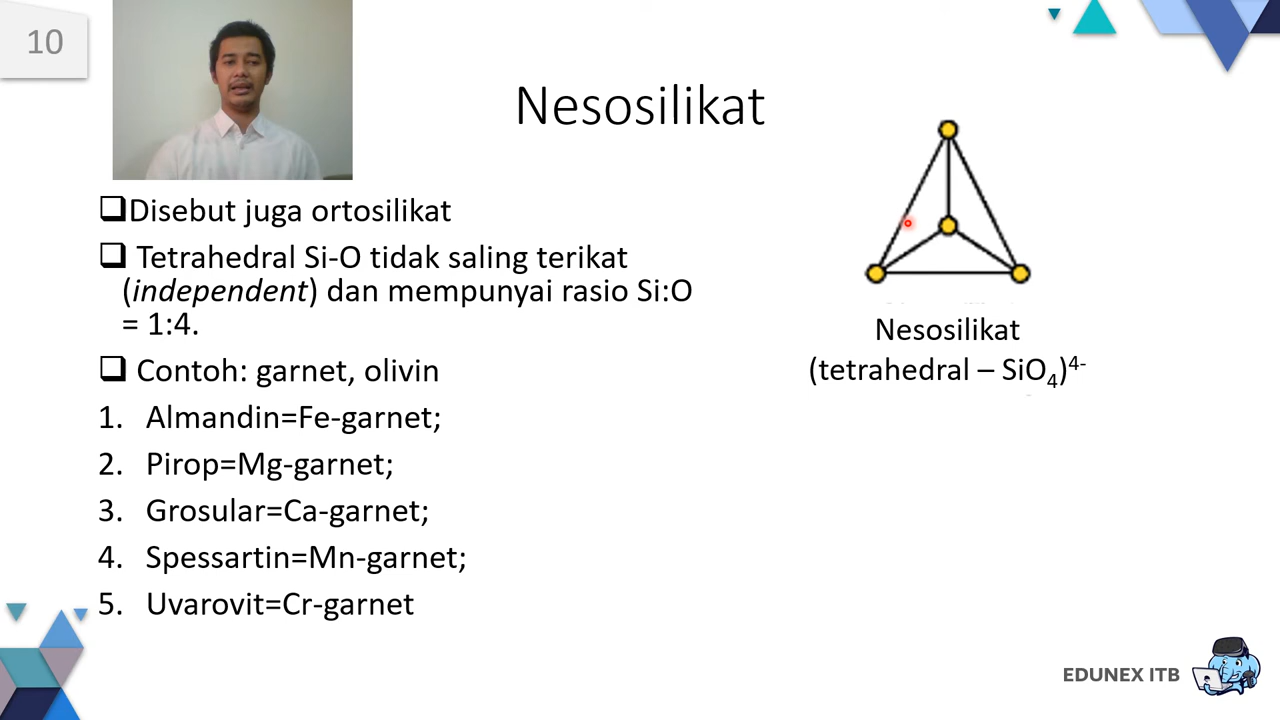 10
Nesosilikat
❑Disebut juga ortosilikat
❑ Tetrahedral Si-O tidak saling terikat
(independent) dan mempunyai rasio Si:O
= 1:4.
❑ Contoh: garnet, olivin
1. Almandin=Fe-garnet;
2. Pirop=Mg-garnet;
3. Grosular=Ca-garnet;
4. Spessartin=Mn-garnet;
5. Uvarovit=Cr-garnet
Nesosilikat
(tetrahedral – SiO₄)⁴⁻
EDUNEX ITB